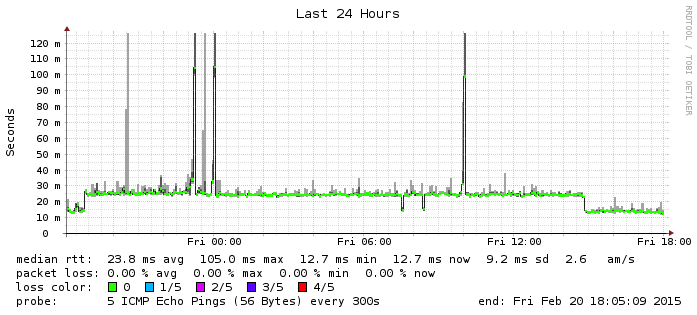 Last 24 Hours
RRDTOOL / TOBI OETIKER
Seconds
120 m
110 m
100 m
90 m
80 m
70 m
60 m
50 m
40 m
30 m
20 m
10 m
0
Fri 00:00 Fri 06:00 Fri 12:00 Fri 18:00
median rtt: 23.8 ms avg 105.0 ms max 12.7 ms min 12.7 ms now 9.2 ms sd 2.6 am/s
packet loss: 0.00 % avg 0.00 % max 0.00 % min 0.00 % now
loss color: 0 1/5 2/5 3/5 4/5
probe: 5 ICMP Echo Pings (56 Bytes) every 300s end: Fri Feb 20 18:05:09 2015